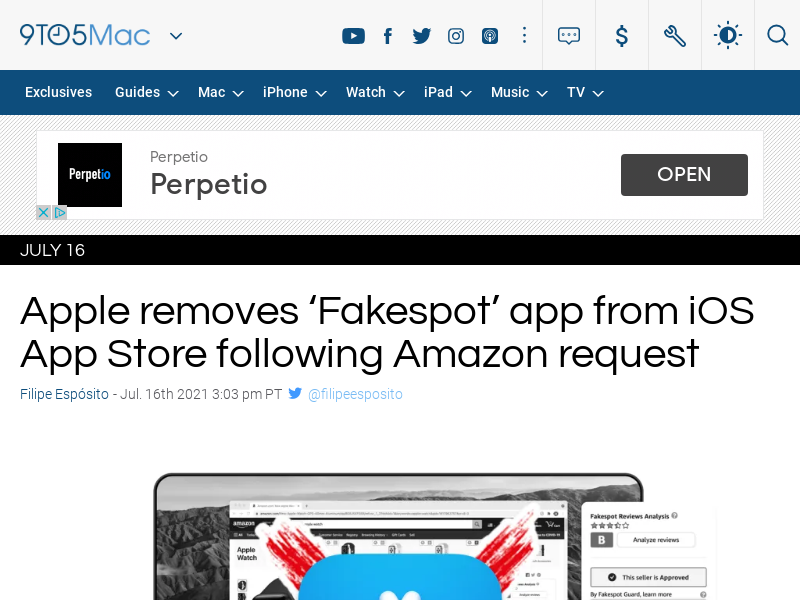 9TO5Mac
$
Exclusives Guides Mac iPhone Watch iPad Music TV
Perpetio
Perpetio
Perpetio
OPEN
JULY 16
Apple removes ‘Fakespot’ app from iOS
App Store following Amazon request
Filipe Espósito - Jul. 16th 2021 3:03 pm PT @filipeesposito
Fakespot Reviews Analysis
amazon
B Analyze reviews
Apple
Watch
This seller is Approved
By Fakespot Guard, learn more